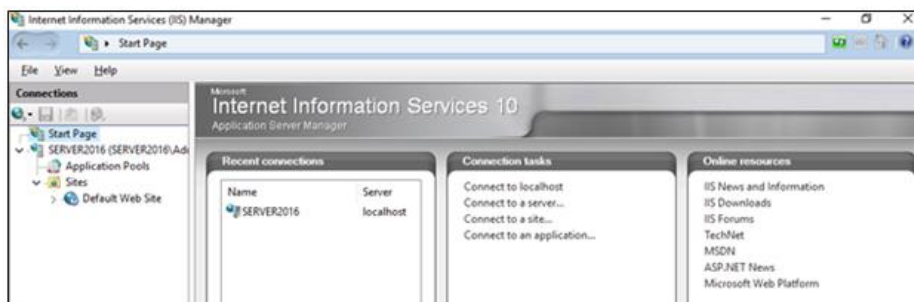 Internet Information Services (IIS) Manager
Start Page
File View Help
Connections
Start Page
SERVER2016 (SERVER2016\Ad
Application Pools
Sites
Default Web Site
Microsoft
Internet Information Services 10
Application Server Manager
Recent connections
Name Server
SERVER2016 localhost
Connection tasks
Connect to localhost
Connect to a server...
Connect to a site...
Connect to an application...
Online resources
IIS News and Information
IIS Downloads
IIS Forums
TechNet
MSDN
ASP.NET News
Microsoft Web Platform